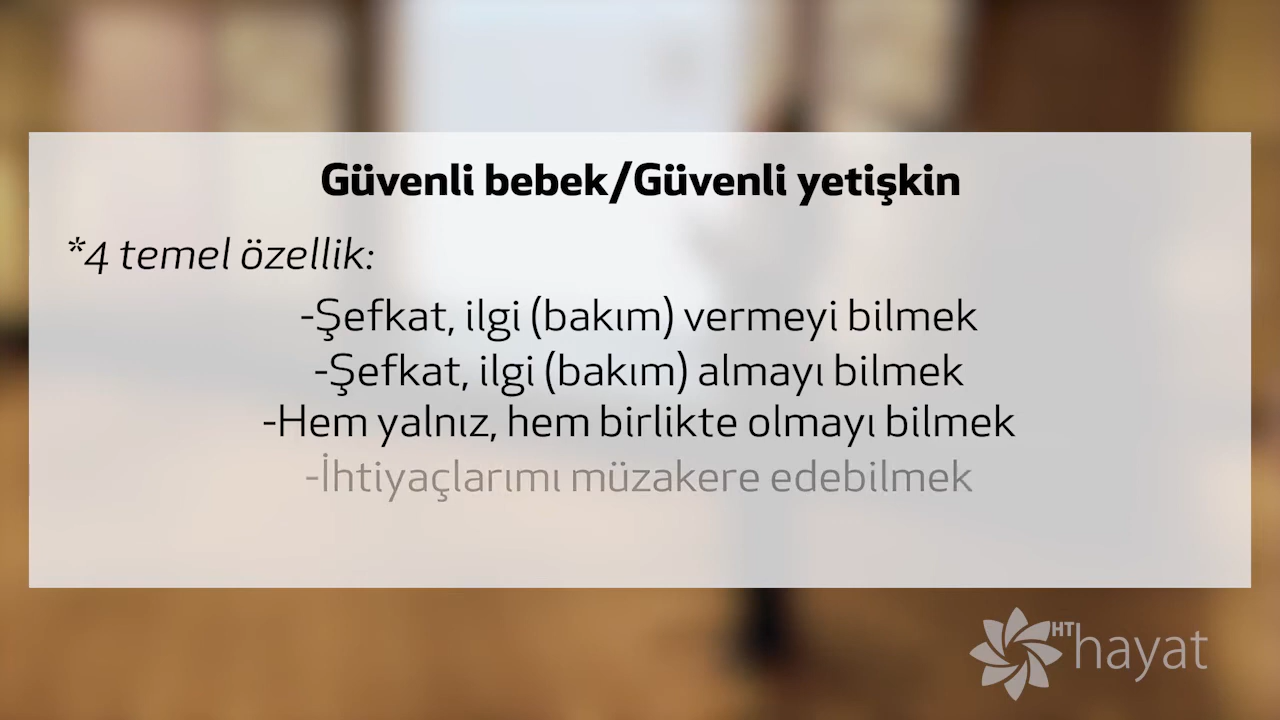 Güvenli bebek/Güvenli yetişkin
*4 temel özellik:
-Şefkat, ilgi (bakım) vermeyi bilmek
-Şefkat, ilgi (bakım) almayı bilmek
-Hem yalnız, hem birlikte olmayı bilmek
-İhtiyaçlarımı müzakere edebilmek
HT hayat